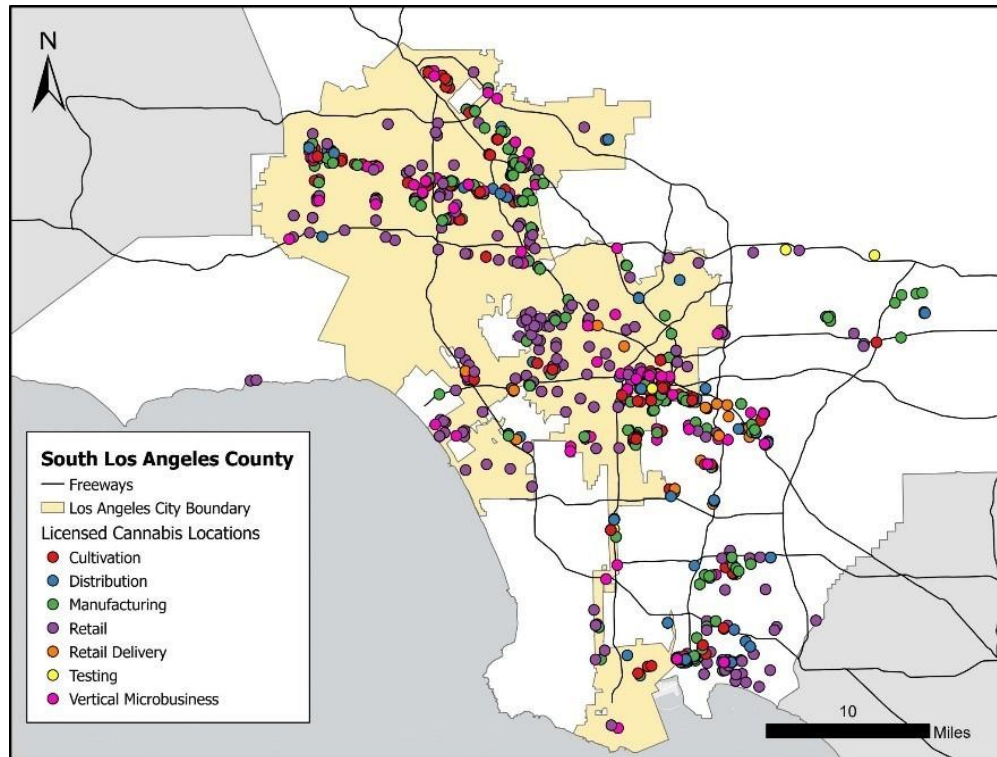 N
South Los Angeles County
Freeways
Los Angeles City Boundary
Licensed Cannabis Locations
Cultivation
Distribution
Manufacturing
Retail
Retail Delivery
Testing
Vertical Microbusiness
10
Miles